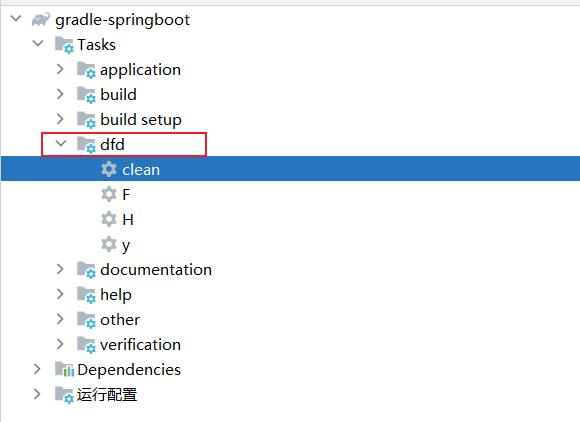 gradle-springboot
Tasks
application
build
build setup
dfd
clean
F
H
y
documentation
help
other
verification
Dependencies
运行配置